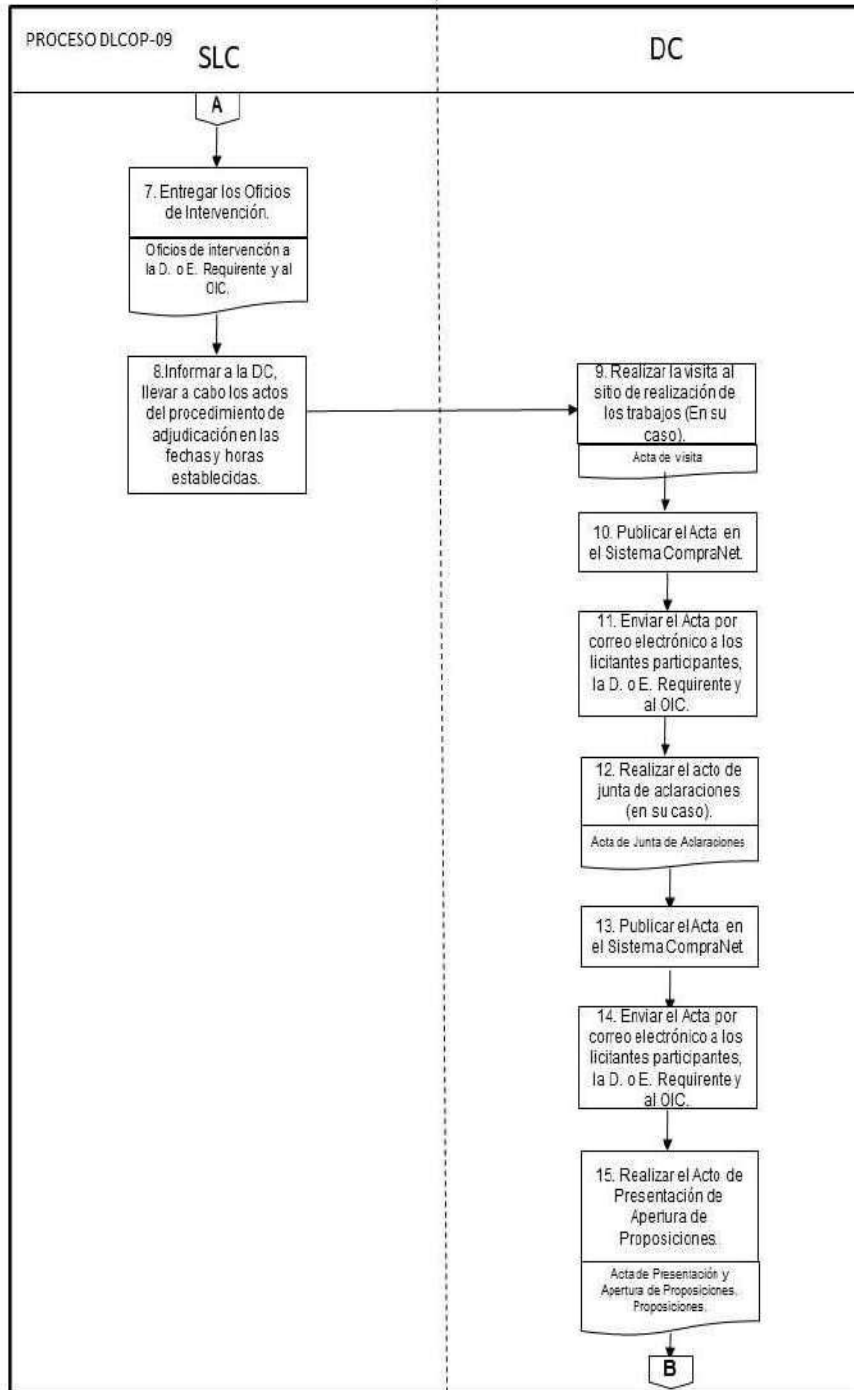 PROCESO DLCOP-09
SLC
DC
A
7. Entregar los Oficios
de Intervención.
Oficios de intervención a
la D. o E. Requirente y al
OIC.
8.Informar a la DC,
llevar a cabo los actos
del procedimiento de
adjudicación en las
fechas y horas
establecidas.
9. Realizar la visita al
sitio de realización de
los trabajos (En su
caso).
Acta de visita
10. Publicar el Acta en
el Sistema CompraNet.
11. Enviar el Acta por
correo electrónico a los
licitantes participantes,
la D. o E. Requirente y
al OIC.
12. Realizar el acto de
junta de aclaraciones
(en su caso).
Acta de Junta de Aclaraciones
13. Publicar el Acta en
el Sistema CompraNet
14. Enviar el Acta por
correo electrónico a los
licitantes participantes,
la D. o E. Requirente y
al OIC.
15. Realizar el Acto de
Presentación de
Apertura de
Proposiciones.
Acta de Presentación y
Apertura de Proposiciones.
Proposiciones.
B